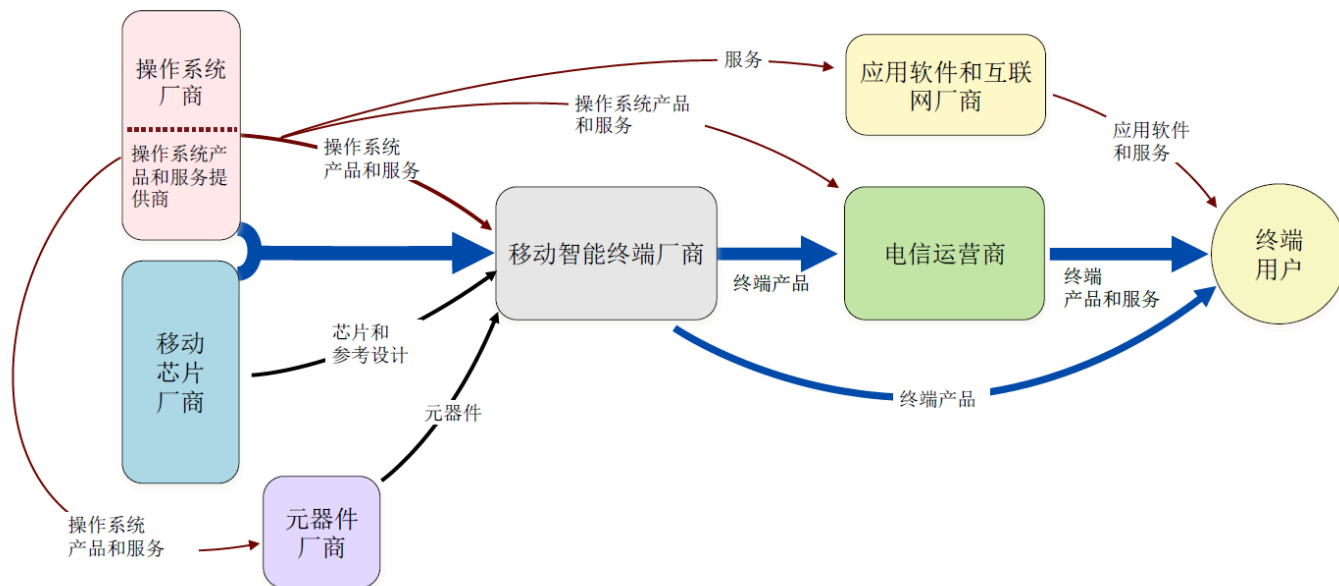 操作系统
厂商
操作系统产
品和服务提
供商
服务
应用软件和互联
网厂商
操作系统产品
和服务
应用软件
和服务
操作系统
产品和服务
移动智能终端厂商
终端产品
电信运营商
终端
产品和服务
终端
用户
移动
芯片
厂商
芯片和
参考设计
终端产品
元器件
元器件
厂商
操作系统
产品和服务